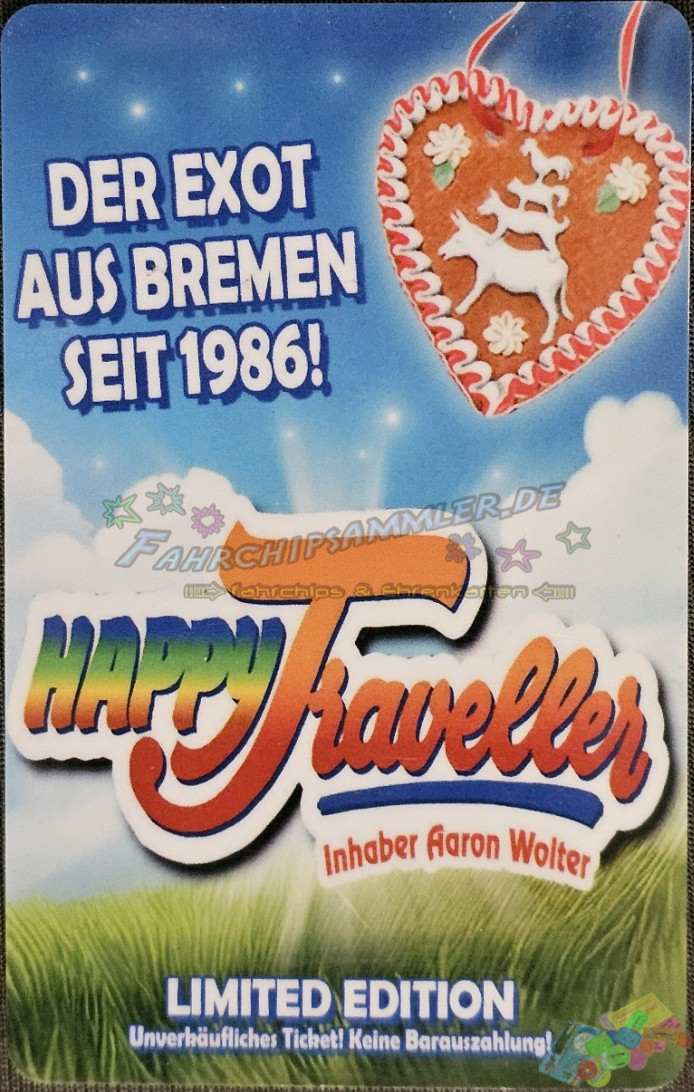 DER EXOT
AUS BREMEN
SEIT 1986!
FAHRCHIPSAMMLER.DE
fahrchips & Ehrenkarten
HAPPY Traveller
Inhaber Aaron Wolter
LIMITED EDITION
Unverkäufliches Ticket! Keine Barauszahlung!